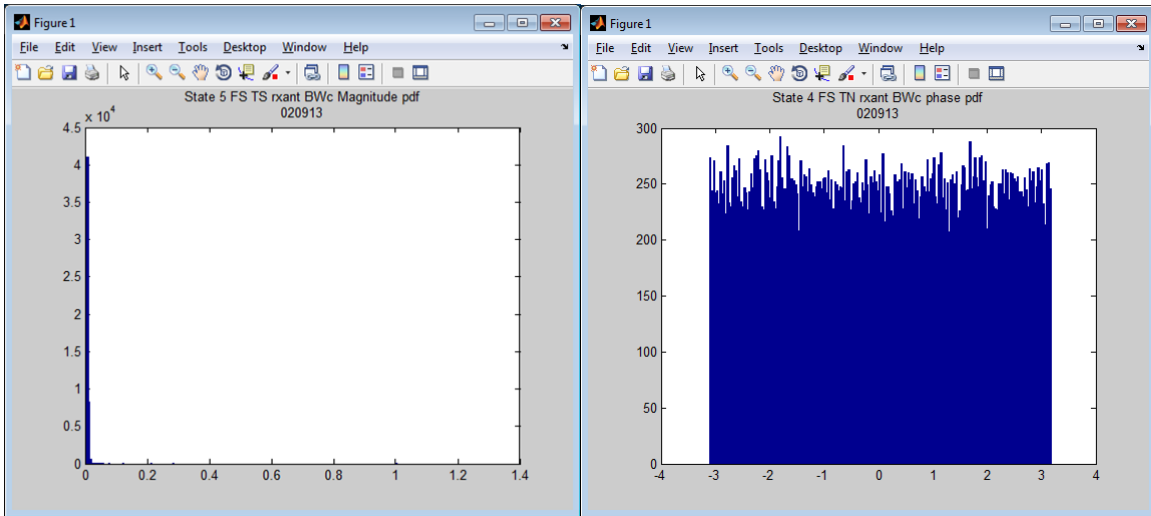 Figure 1
File Edit View Insert Tools Desktop Window Help
State 5 FS TS rxant BWc Magnitude pdf
020913
x 10^4
4.5
4
3.5
3
2.5
2
1.5
1
0.5
0
0 0.2 0.4 0.6 0.8 1 1.2 1.4
Figure 1
File Edit View Insert Tools Desktop Window Help
State 4 FS TN rxant BWc phase pdf
020913
300
250
200
150
100
50
0
-4 -3 -2 -1 0 1 2 3 4